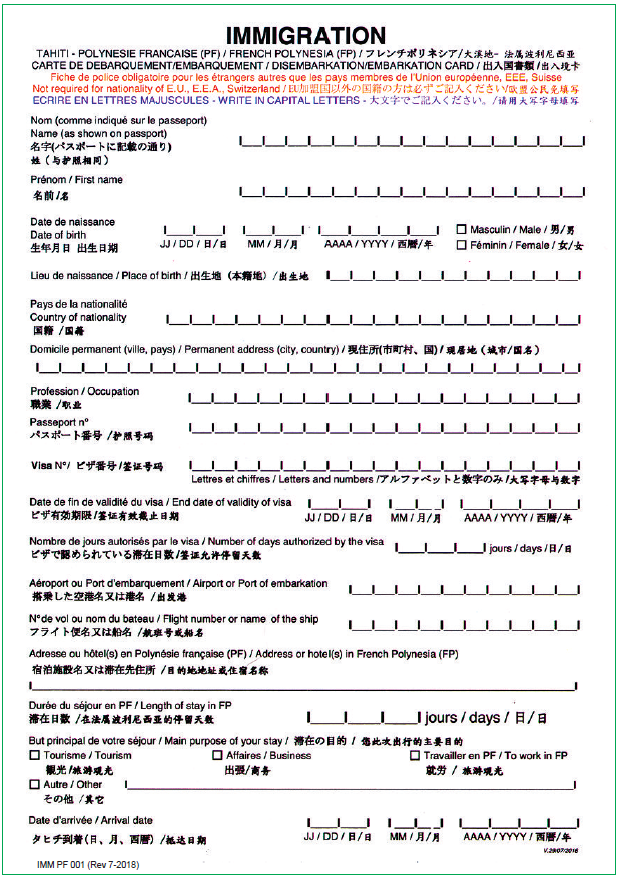 IMMIGRATION
TAHITI - POLYNESIE FRANCAISE (PF) / FRENCH POLYNESIA (FP) / フレンチポリネシア/大溪地- 法属波利尼西亚
CARTE DE DEBARQUEMENT/EMBARQUEMENT / DISEMBARKATION/EMBARKATION CARD / 出入国書類/出入境卡
Fiche de police obligatoire pour les étrangers autres que les pays membres de l'Union européenne, EEE, Suisse
Not required for nationality of E.U., E.E.A., Switzerland / EU加盟国以外の国籍の方は必ずご記入ください/欧盟公民免填写
ECRIRE EN LETTRES MAJUSCULES - WRITE IN CAPITAL LETTERS - 大文字でご記入ください。/请用大写字母填写
Nom (comme indiqué sur le passeport)
Name (as shown on passport)
名字(パスポートに記載の通り)
姓（与护照相同）
Prénom / First name
名前/名
Date de naissance
Date of birth
生年月日 出生日期
JJ / DD / 日/日 MM / 月/月 AAAA / YYYY / 西暦/年
Masculin / Male / 男/男
Féminin / Female / 女/女
Lieu de naissance / Place of birth / 出生地（本籍地）/出生地
Pays de la nationalité
Country of nationality
国籍 /国籍
Domicile permanent (ville, pays) / Permanent address (city, country) / 現住所(市町村、国) / 现居地（城市/国名）
Profession / Occupation
職業 /职业
Passeport n°
パスポート番号 /护照号码
Visa N°/ ビザ番号/签证号码
Lettres et chiffres / Letters and numbers /アルファベットと数字のみ /大写字母与数字
Date de fin de validité du visa / End date of validity of visa
ビザ有効期限 /签证有效截止日期
JJ / DD / 日/日 MM / 月/月 AAAA / YYYY / 西暦/年
Nombre de jours autorisés par le visa / Number of days authorized by the visa
ビザで認められている滞在日数/签证允许停留天数
jours / days /日/日
Aéroport ou Port d'embarquement / Airport or Port of embarkation
搭乗した空港名又は港名 /出发港
N°de vol ou nom du bateau / Flight number or name of the ship
フライト便名又は船名 /航班号或船名
Adresse ou hôtel(s) en Polynésie française (PF) / Address or hotel(s) in French Polynesia (FP)
宿泊施設名又は滞在先住所 /目的地地址或住宿名称
Durée du séjour en PF / Length of stay in FP
滞在日数 /在法属波利尼西亚的停留天数
jours / days / 日/日
But principal de votre séjour / Main purpose of your stay / 滞在の目的 / 您此次出行的主要目的
Tourisme / Tourism Affaires / Business Travailler en PF / To work in FP
観光 /旅游观光 出張/商务 就労 / 旅游观光
Autre / Other
その他 /其它
Date d'arrivée / Arrival date
タヒチ到着(日、月、西暦) /抵达日期
JJ / DD / 日/日 MM / 月/月 AAAA / YYYY / 西暦/年
V.29/07/2018
IMM PF 001 (Rev 7-2018)